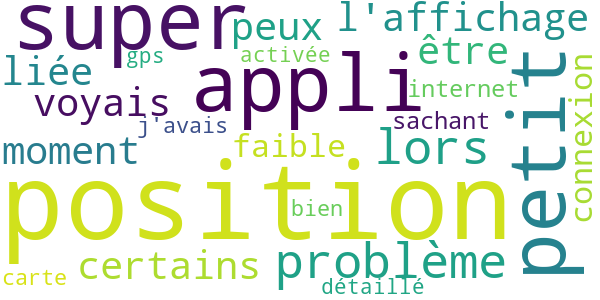 super
peux
l'affichage
gps
activée
être
liée
appli
internet
voyais
j'avais
sachant
petit
connexion
moment
faible
lors
position
bien
certains
problème
carte
détaillé